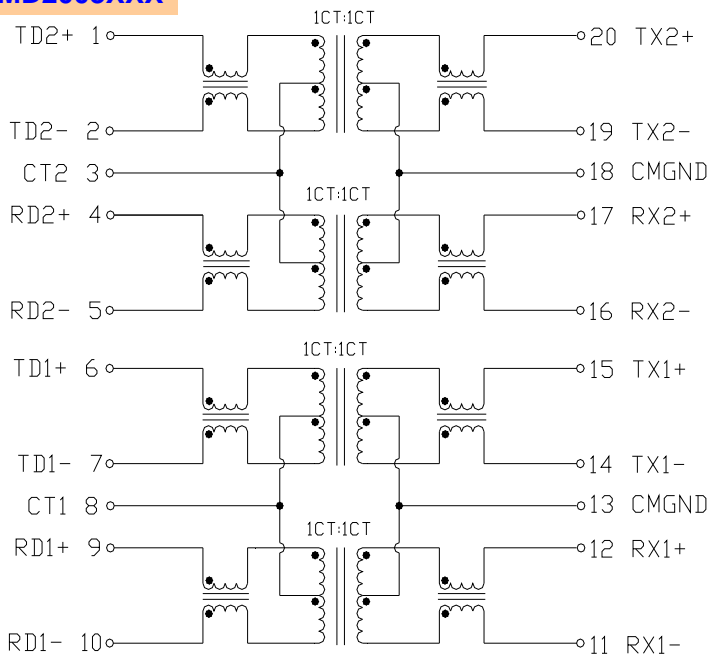 1CT:1CT
TD2+ 1
20 TX2+
TD2- 2
19 TX2-
CT2 3
18 CMGND
1CT:1CT
RD2+ 4
17 RX2+
RD2- 5
16 RX2-
1CT:1CT
TD1+ 6
15 TX1+
TD1- 7
14 TX1-
CT1 8
13 CMGND
1CT:1CT
RD1+ 9
12 RX1+
RD1- 10
11 RX1-